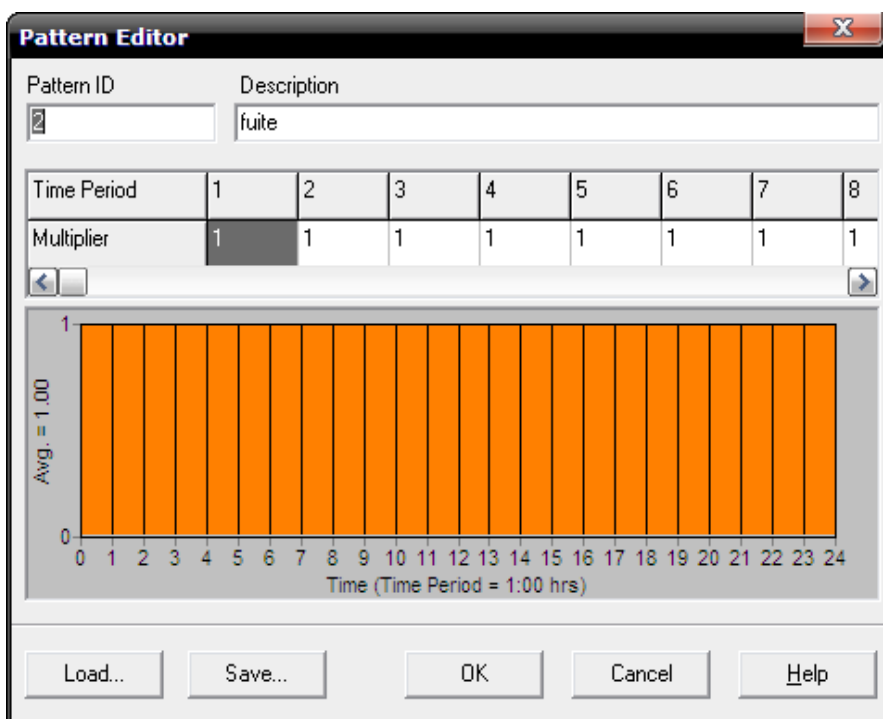 Pattern Editor
Pattern ID
Description
2
fuite
Time Period 1 2 3 4 5 6 7 8
Multiplier 1 1 1 1 1 1 1 1
1
Avg. = 1.00
0
0 1 2 3 4 5 6 7 8 9 10 11 12 13 14 15 16 17 18 19 20 21 22 23 24
Time (Time Period = 1:00 hrs)
Load... Save... OK Cancel Help